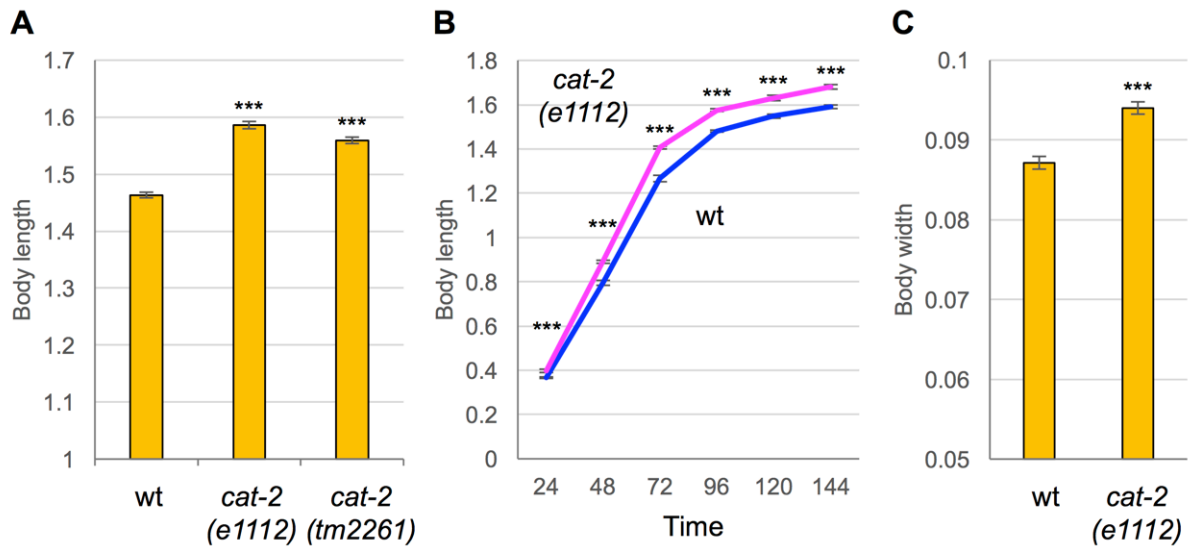 A
1.7
1.6
1.5
1.4
1.3
1.2
1.1
1
Body length
***
***
wt
cat-2
(e1112)
cat-2
(tm2261)
B
1.8
1.6
1.4
1.2
1
0.8
0.6
0.4
0.2
0
Body length
cat-2
(e1112)
wt
***
***
***
***
***
***
24 48 72 96 120 144
Time
C
0.1
0.09
0.08
0.07
0.06
0.05
Body width
***
wt
cat-2
(e1112)